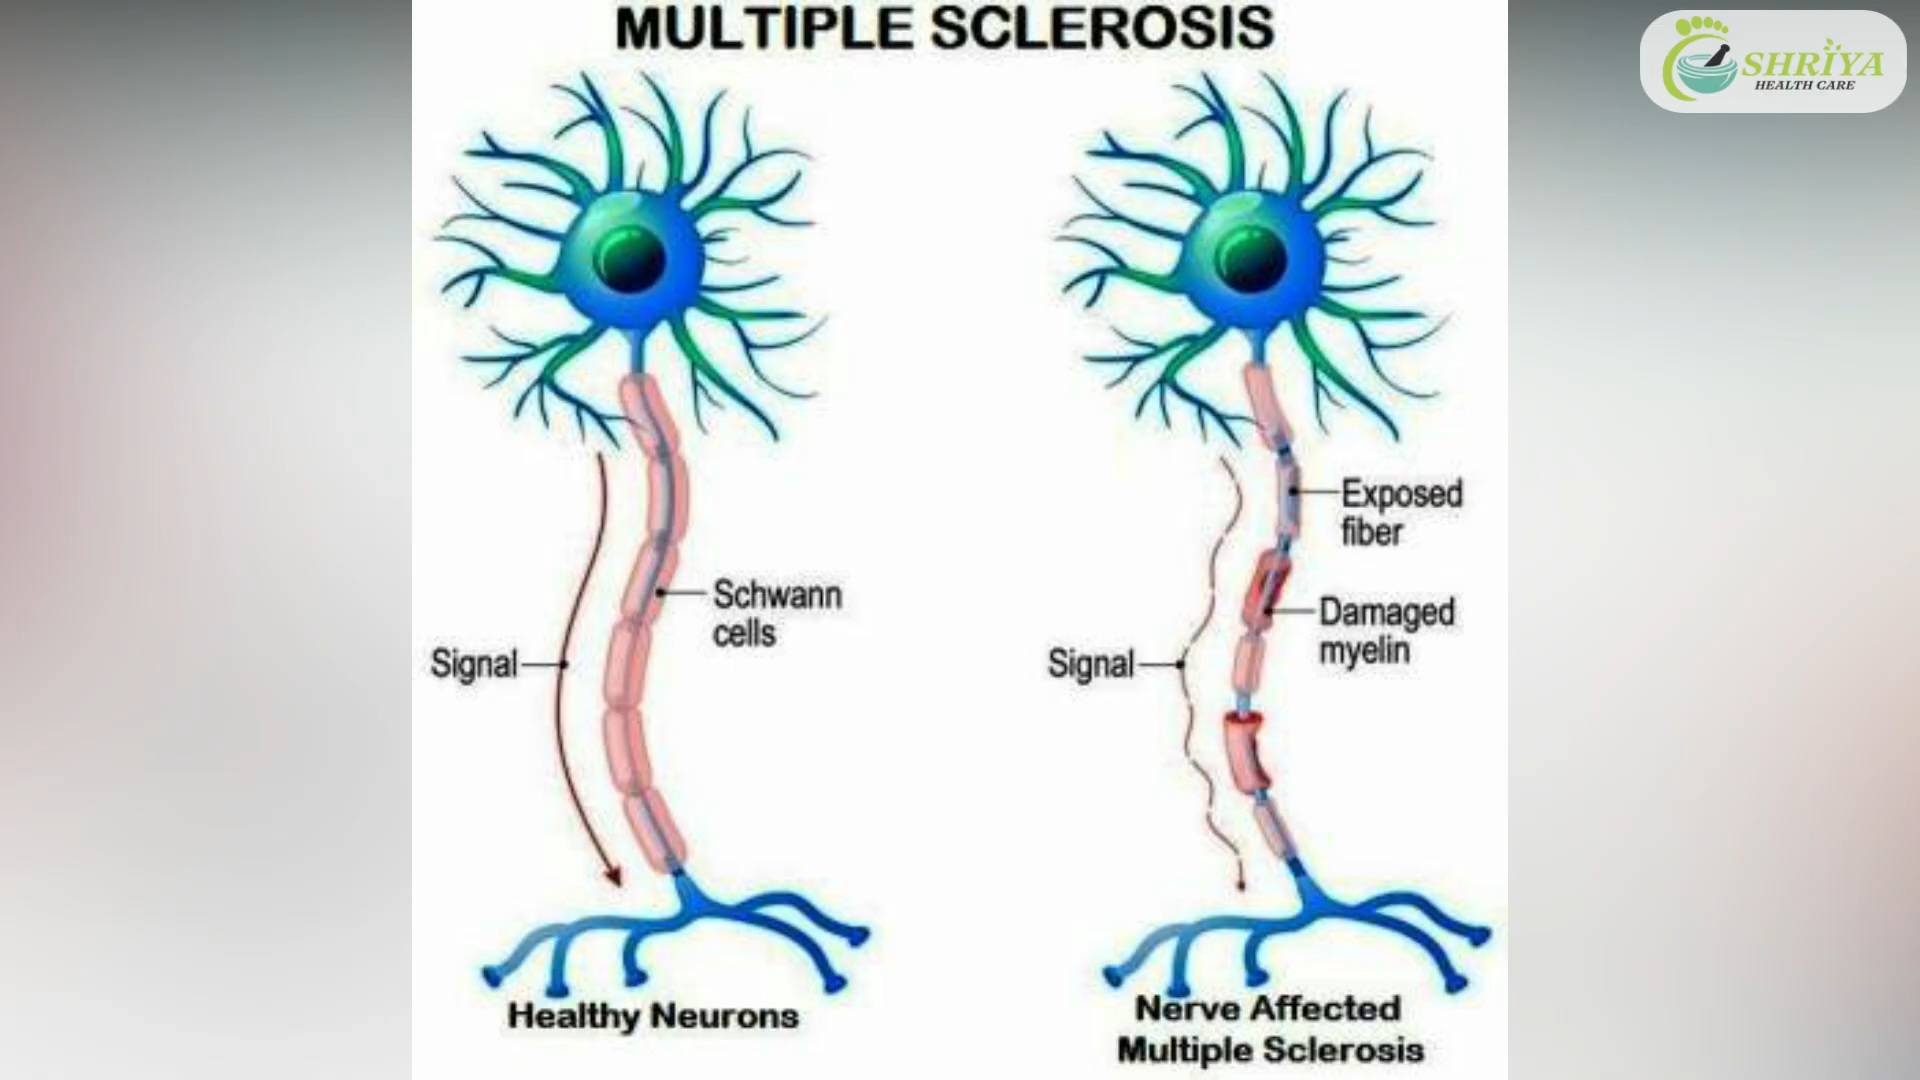 MULTIPLE SCLEROSIS
SHRIYA
HEALTH CARE
Schwann
cells
Signal
Healthy Neurons
Exposed
fiber
Damaged
myelin
Signal
Nerve Affected
Multiple Sclerosis